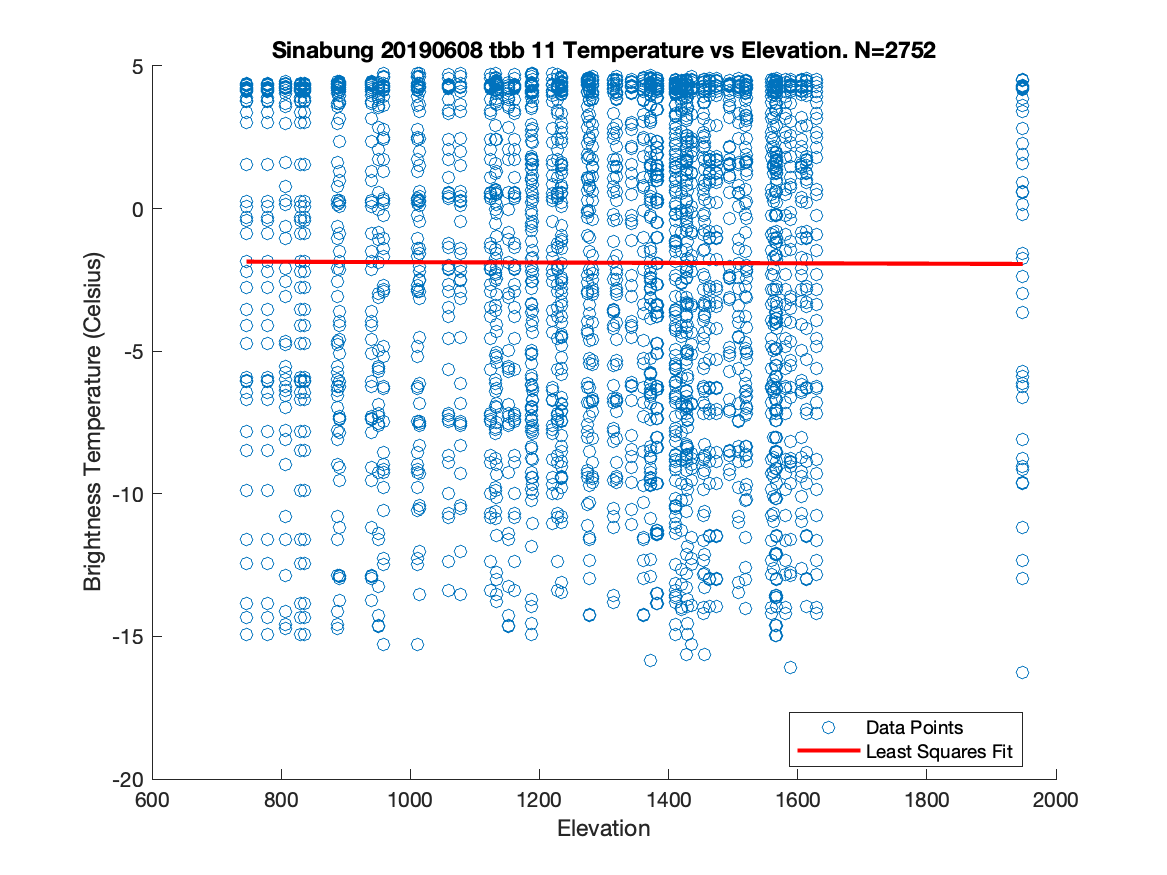 Sinabung 20190608 tbb 11 Temperature vs Elevation. N=2752
5
0
-5
-10
-15
-20
Brightness Temperature (Celsius)
Data Points
Least Squares Fit
600 800 1000 1200 1400 1600 1800 2000
Elevation